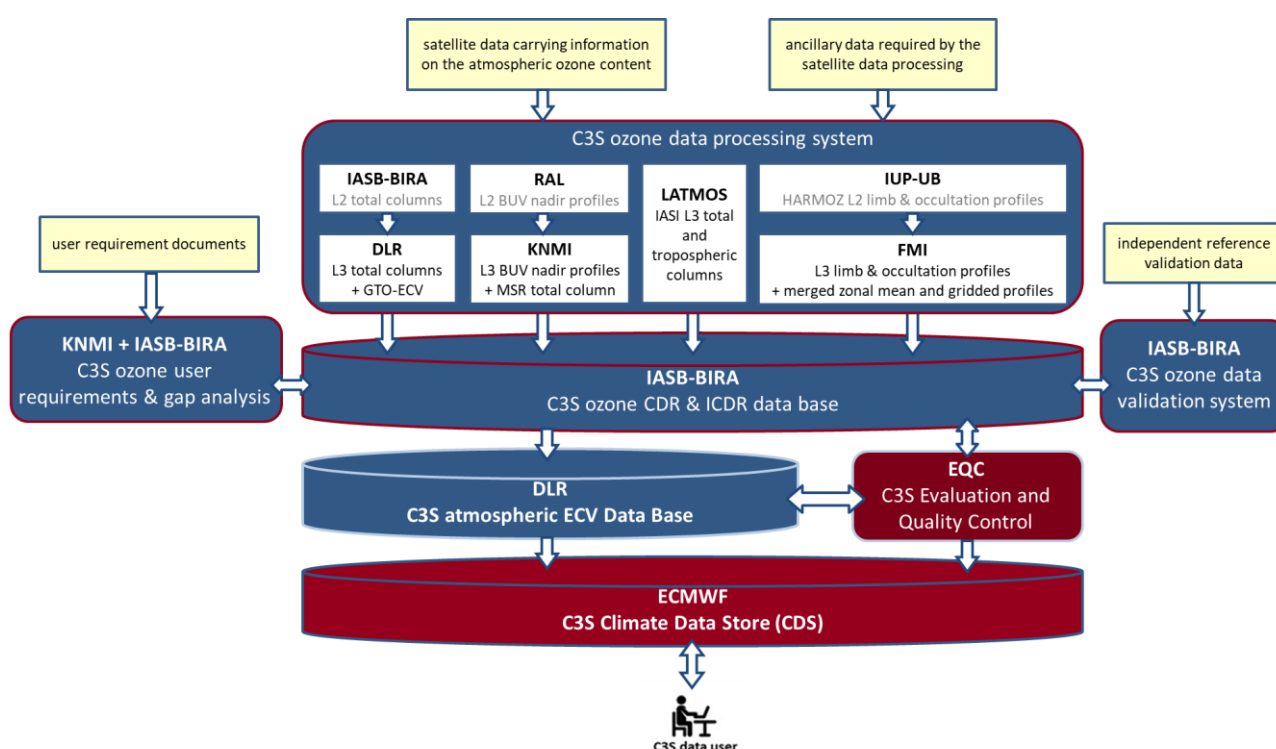 satellite data carrying information
on the atmospheric ozone content
ancillary data required by the
satellite data processing
C3S ozone data processing system
IASB-BIRA
L2 total columns
DLR
L3 total columns
+ GTO-ECV
RAL
L2 BUV nadir profiles
KNMI
L3 BUV nadir profiles
+ MSR total column
LATMOS
IASI L3 total
and
tropospheric
columns
IUP-UB
HARMOZ L2 limb & occultation profiles
FMI
L3 limb & occultation profiles
+ merged zonal mean and gridded profiles
user requirement documents
independent reference
validation data
KNMI + IASB-BIRA
C3S ozone user
requirements & gap analysis
IASB-BIRA
C3S ozone CDR & ICDR data base
IASB-BIRA
C3S ozone data
validation system
DLR
C3S atmospheric ECV Data Base
EQC
C3S Evaluation and
Quality Control
ECMWF
C3S Climate Data Store (CDS)
C3S data user